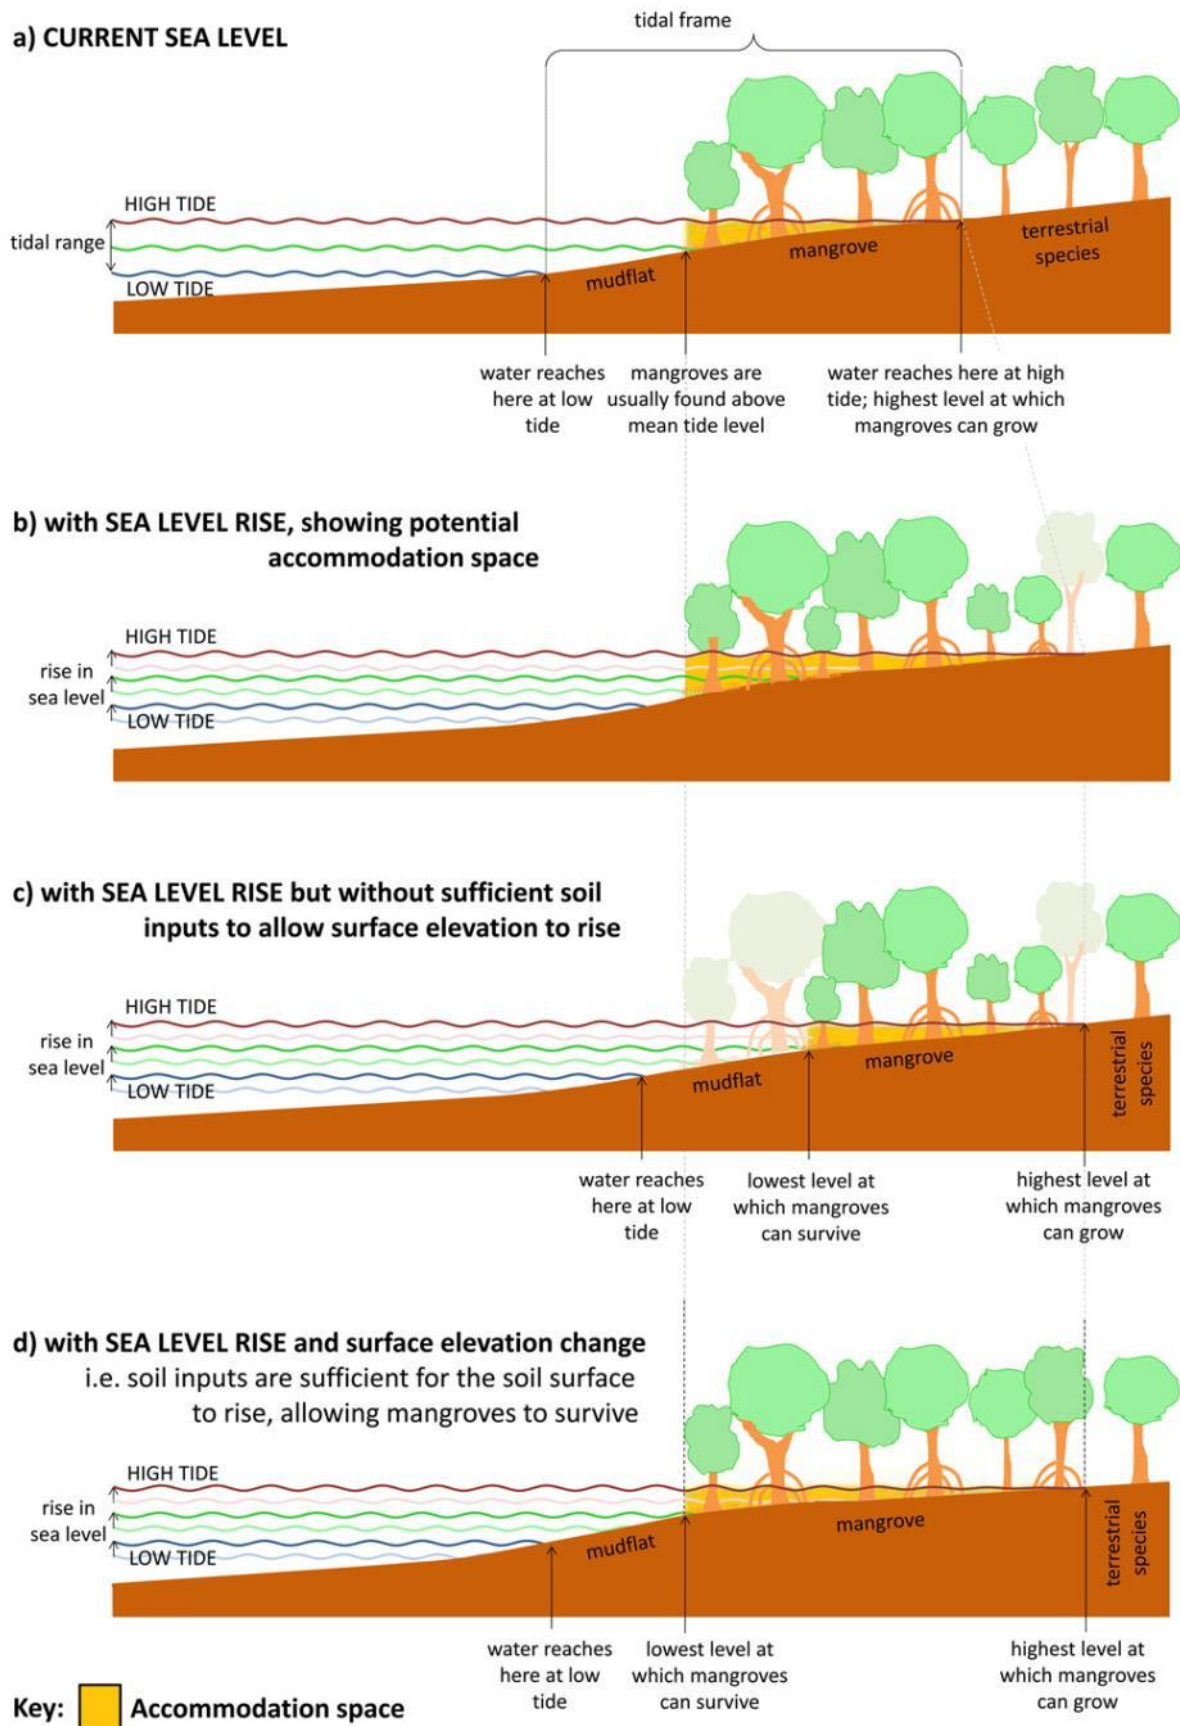 a) CURRENT SEA LEVEL
tidal frame
HIGH TIDE
tidal range
LOW TIDE
mudflat
mangrove
terrestrial
species
water reaches
here at low
tide
mangroves are
usually found above
mean tide level
water reaches here at high
tide; highest level at which
mangroves can grow
b) with SEA LEVEL RISE, showing potential
accommodation space
HIGH TIDE
rise in
sea level
LOW TIDE
c) with SEA LEVEL RISE but without sufficient soil
inputs to allow surface elevation to rise
HIGH TIDE
rise in
sea level
LOW TIDE
mudflat
mangrove
terrestrial
species
water reaches
here at low
tide
lowest level at
which mangroves
can survive
highest level at
which mangroves
can grow
d) with SEA LEVEL RISE and surface elevation change
i.e. soil inputs are sufficient for the soil surface
to rise, allowing mangroves to survive
HIGH TIDE
rise in
sea level
LOW TIDE
mudflat
mangrove
terrestrial
species
water reaches
here at low
tide
lowest level at
which mangroves
can survive
highest level at
which mangroves
can grow
Key: Accommodation space